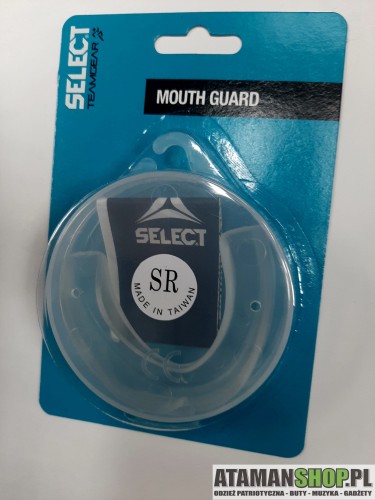 SELECT
TEAMGEAR
MOUTH GUARD
SELECT
SR
MADE IN TAIWAN
ATAMANSHOP.PL
ODZIEŻ PATRIOTYCZNA - BUTY - MUZYKA - GADŻETY